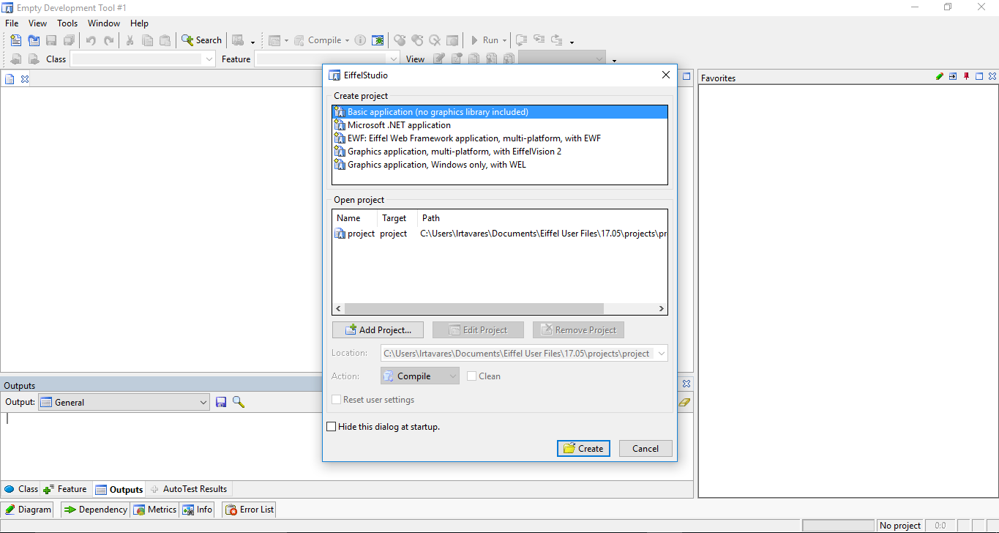 Empty Development Tool #1
File View Tools Window Help
Search Compile Run
Class Feature View
EiffelStudio
Favorites
Create project
Basic application (no graphics library included)
Microsoft .NET application
EWF: Eiffel Web Framework application, multi-platform, with EWF
Graphics application, multi-platform, with EiffelVision 2
Graphics application, Windows only, with WEL
Open project
Name Target Path
project project C:\Users\lrtavares\Documents\Eiffel User Files\17.05\projects\pr
Add Project... Edit Project Remove Project
Location: C:\Users\lrtavares\Documents\Eiffel User Files\17.05\projects\project
Action: Compile Clean
Reset user settings
Hide this dialog at startup.
Create Cancel
Outputs
Output: General
Class Feature Outputs AutoTest Results
Diagram Dependency Metrics Info Error List
No project 0:0